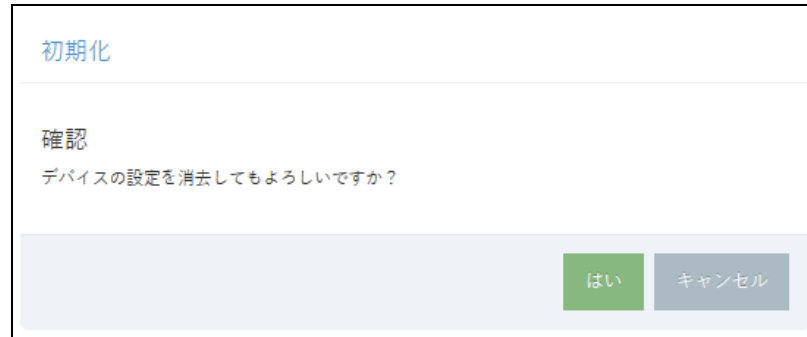 初期化
確認
デバイスの設定を消去してもよろしいですか？
はい
キャンセル